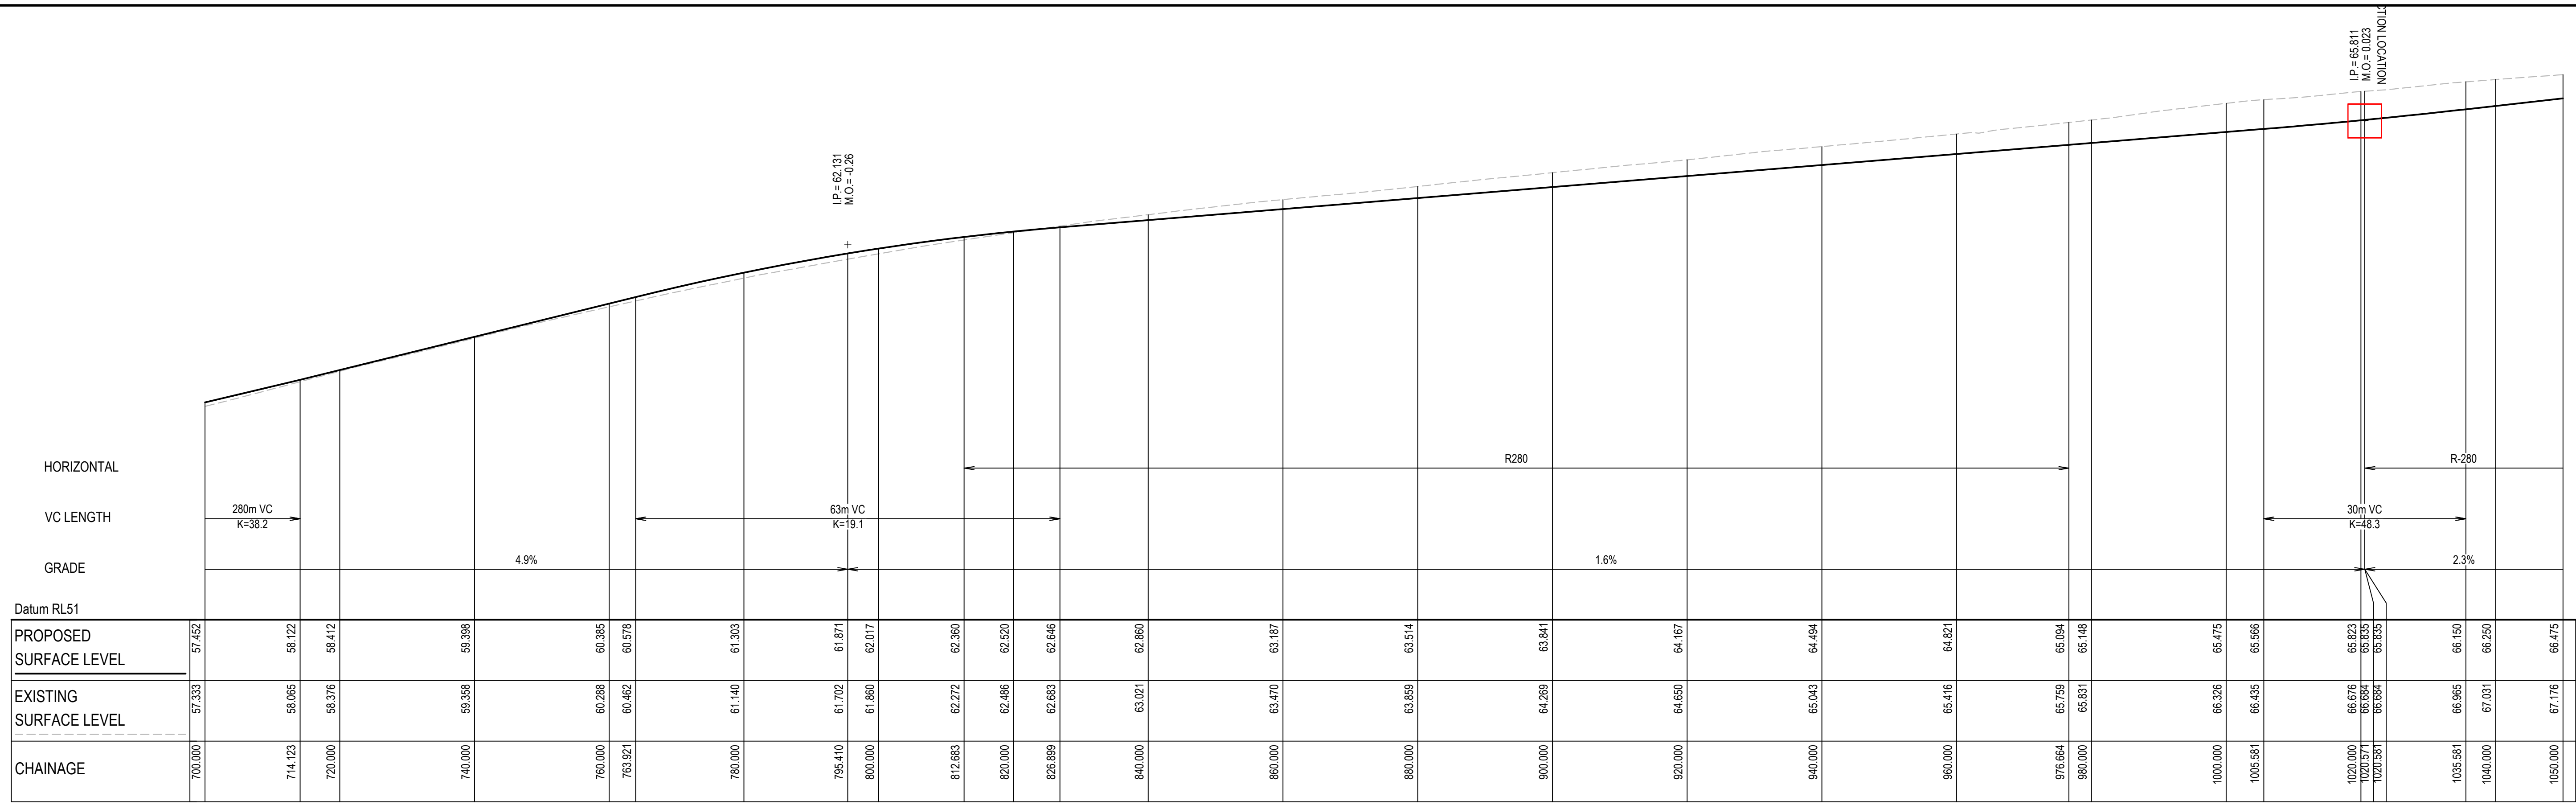 I.P.= 65.811
M.O.= 0.023
CTION LOCATION
I.P.= 62.131
M.O.= -0.26
HORIZONTAL
R280
R-280
VC LENGTH
280m VC
K=38.2
63m VC
K=19.1
30m VC
K=48.3
GRADE
4.9%
1.6%
2.3%
Datum RL51
PROPOSED
SURFACE LEVEL
57.452 58.122 58.412 59.398 60.385 60.578 61.303 61.871 62.017 62.360 62.520 62.646 62.860 63.187 63.514 63.841 64.167 64.494 64.821 65.094 65.148 65.475 65.566 65.823 65.835 65.835 66.150 66.250 66.475
EXISTING
SURFACE LEVEL
57.333 58.065 58.376 59.358 60.288 60.462 61.140 61.702 61.860 62.272 62.486 62.683 63.021 63.470 63.859 64.269 64.650 65.043 65.416 65.759 65.831 66.326 66.435 66.676 66.684 66.684 66.965 67.031 67.176
CHAINAGE
700.000 714.123 720.000 740.000 760.000 763.921 780.000 795.410 800.000 812.683 820.000 826.899 840.000 860.000 880.000 900.000 920.000 940.000 960.000 976.664 980.000 1000.000 1005.581 1020.000 1020.571 1020.581 1035.581 1040.000 1050.000